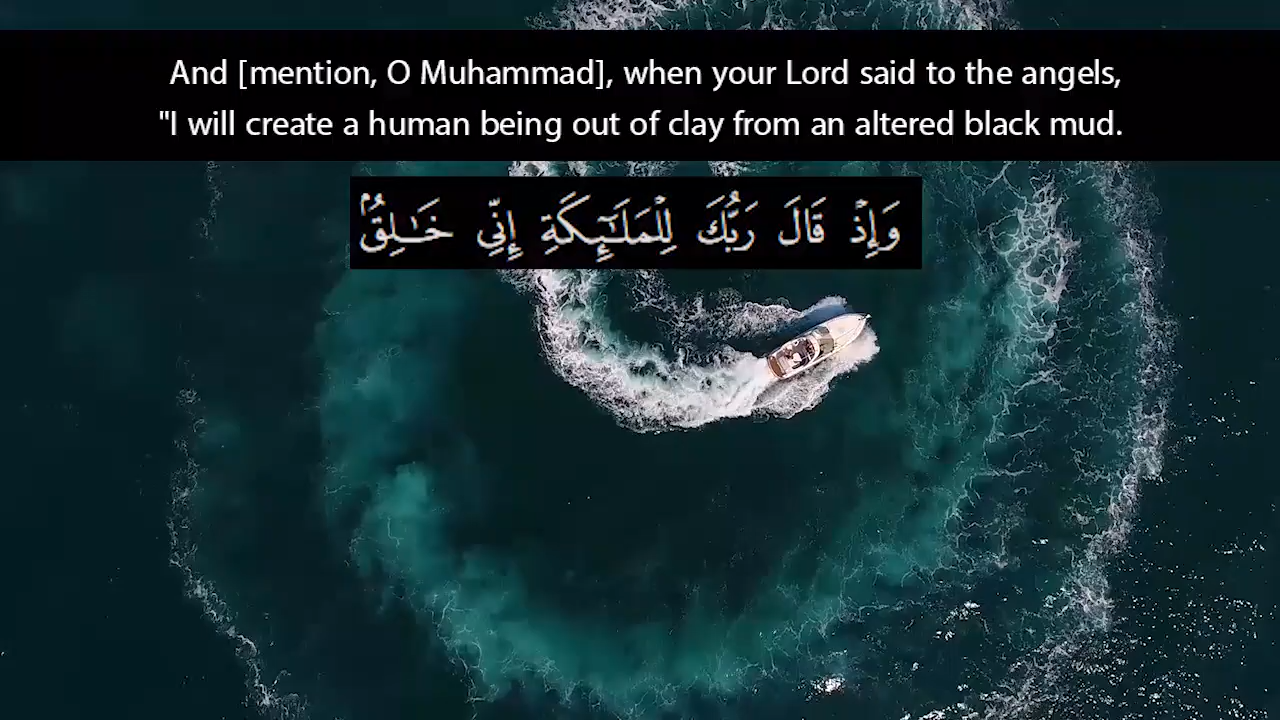 And [mention, O Muhammad], when your Lord said to the angels,
"I will create a human being out of clay from an altered black mud.
وَإِذْ قَالَ رَبُّكَ لِلْمَلَـٰٓئِكَةِ إِنِّى خَـٰلِقٌۢ